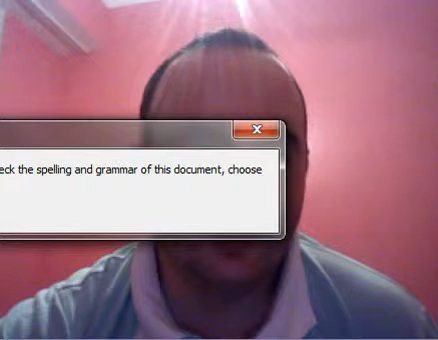 eck the spelling and grammar of this document, choose